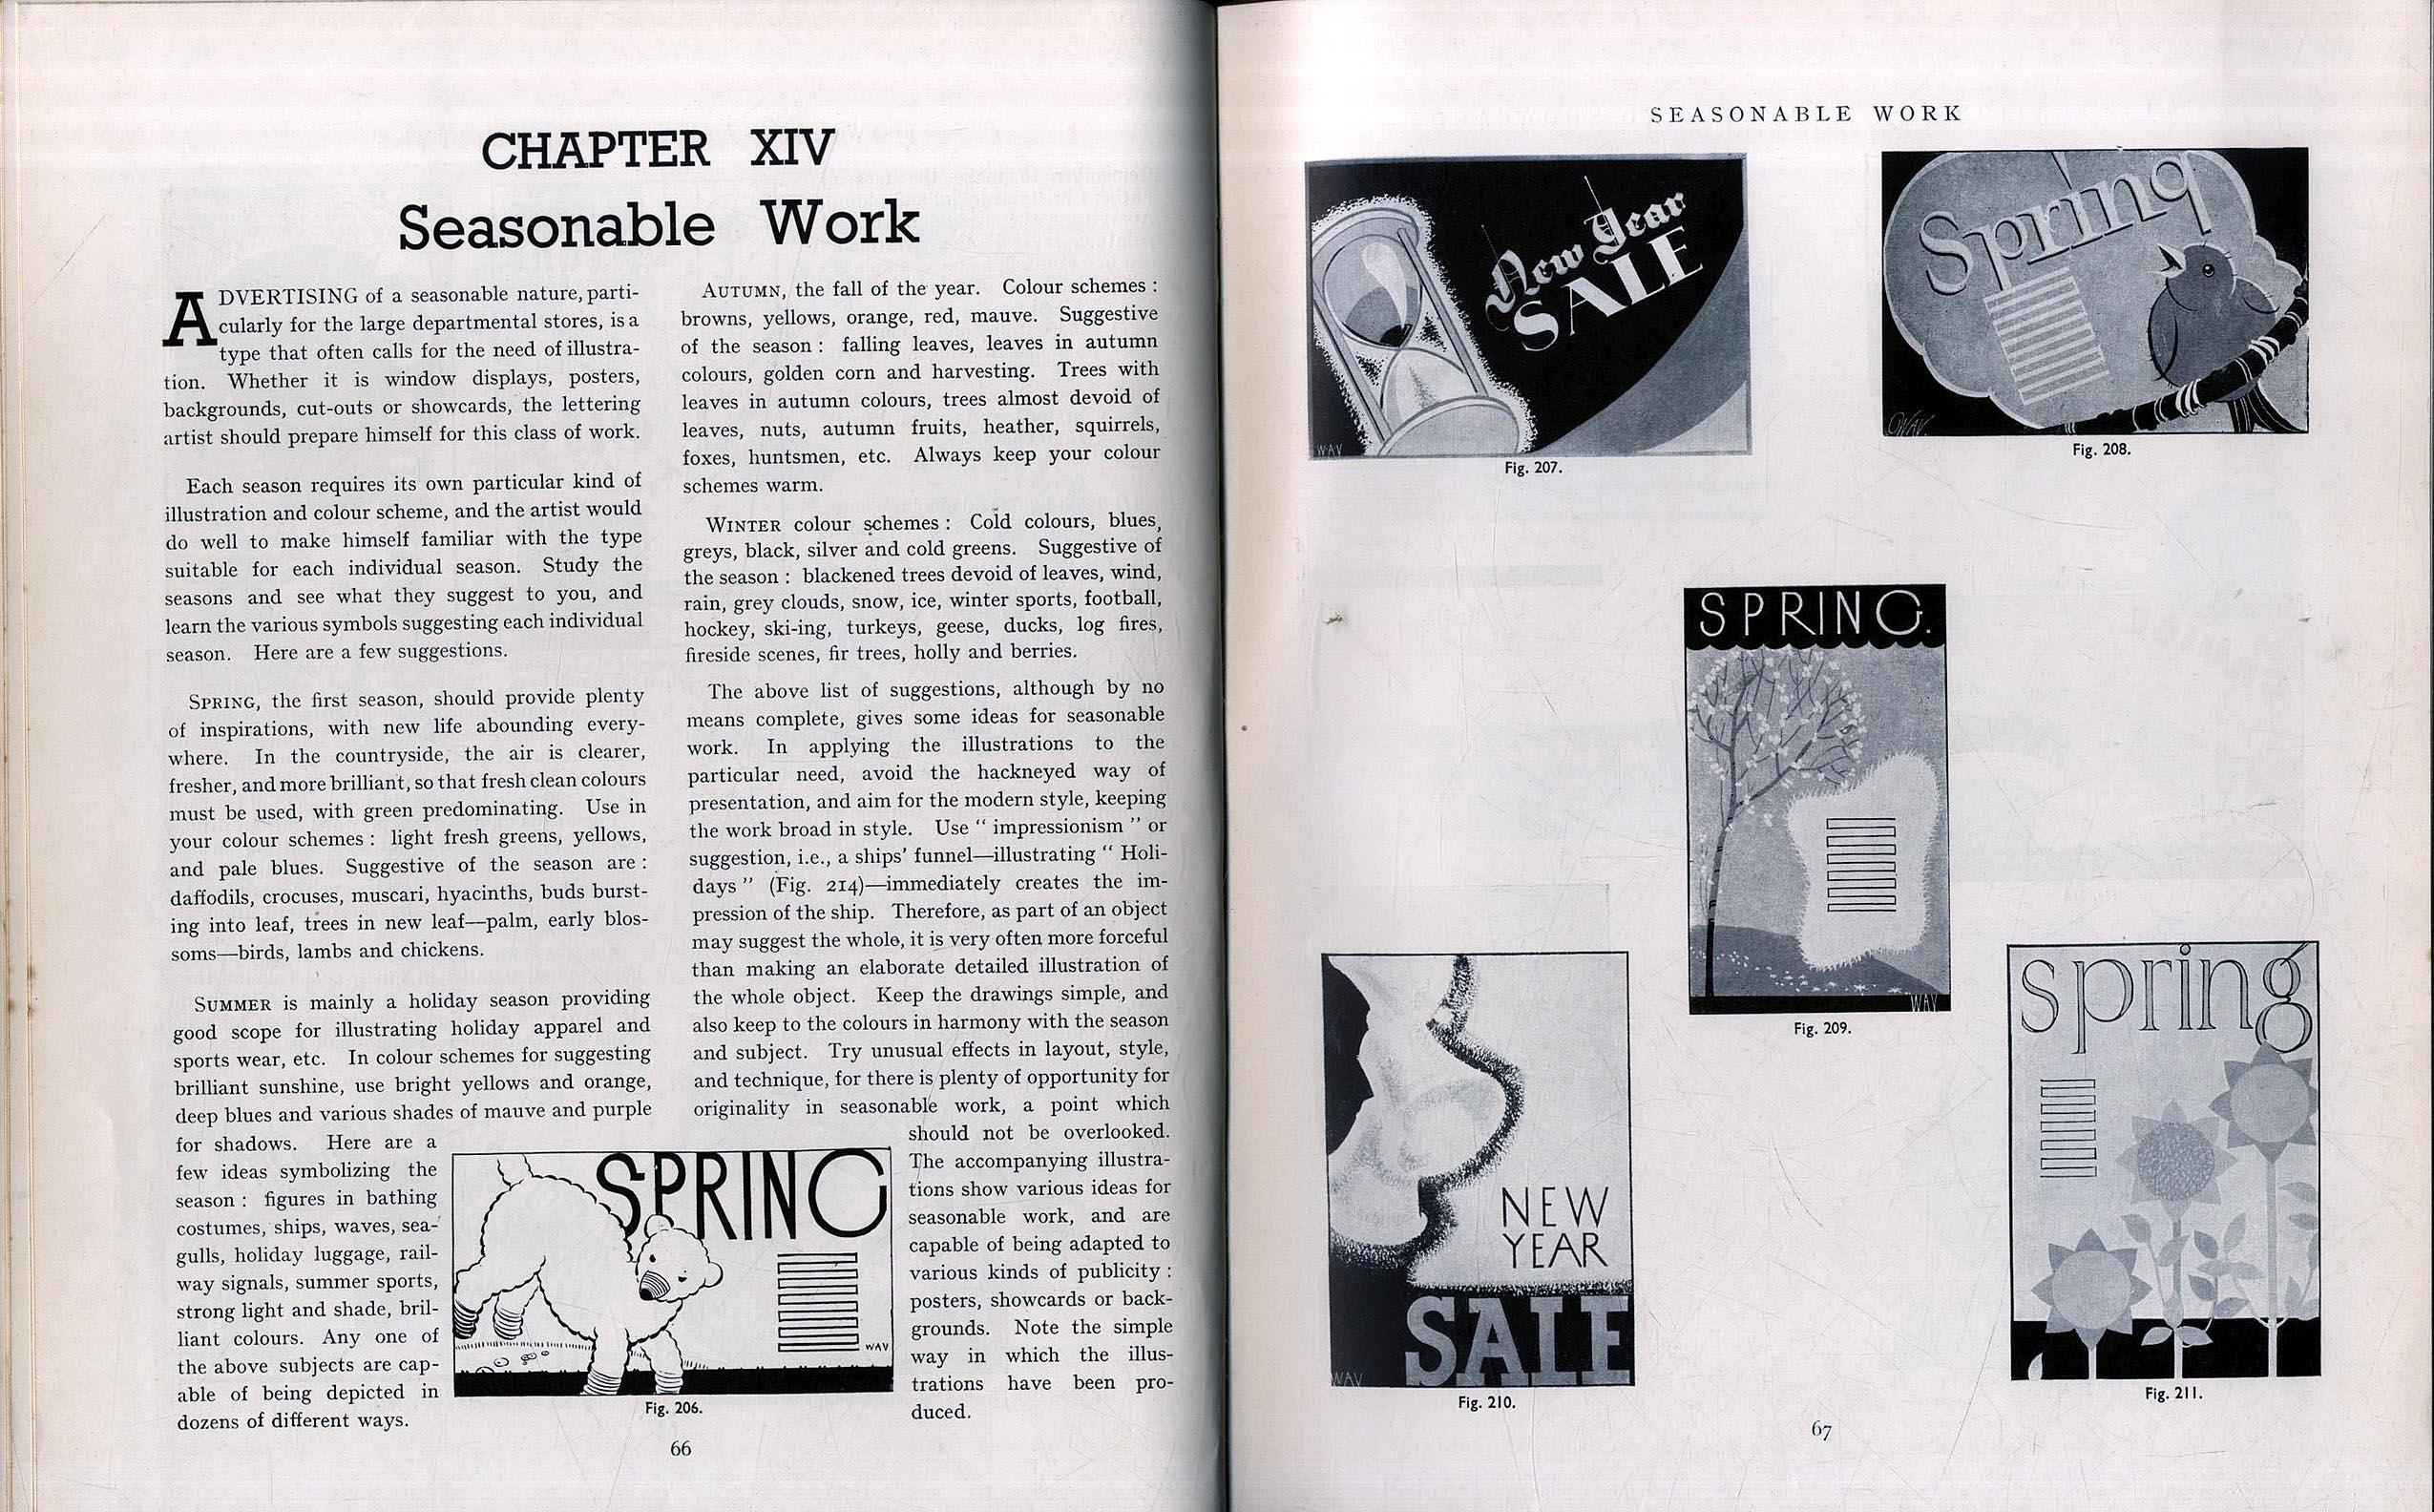 CHAPTER XIV
Seasonable Work
ADVERTISING of a seasonable nature, parti-
cularly for the large departmental stores, is a
type that often calls for the need of illustra-
tion. Whether it is window displays, posters,
backgrounds, cut-outs or showcards, the lettering
artist should prepare himself for this class of work.
Each season requires its own particular kind of
illustration and colour scheme, and the artist would
do well to make himself familiar with the type
suitable for each individual season. Study the
seasons and see what they suggest to you, and
learn the various symbols suggesting each individual
season. Here are a few suggestions.
SPRING, the first season, should provide plenty
of inspirations, with new life abounding every-
where. In the countryside, the air is clearer,
fresher, and more brilliant, so that fresh clean colours
must be used, with green predominating. Use in
your colour schemes : light fresh greens, yellows,
and pale blues. Suggestive of the season are :
daffodils, crocuses, muscari, hyacinths, buds burst-
ing into leaf, trees in new leaf—palm, early blos-
soms—birds, lambs and chickens.
SUMMER is mainly a holiday season providing
good scope for illustrating holiday apparel and
sports wear, etc. In colour schemes for suggesting
brilliant sunshine, use bright yellows and orange,
deep blues and various shades of mauve and purple
for shadows. Here are a
few ideas symbolizing the
season : figures in bathing
costumes, ships, waves, sea-
gulls, holiday luggage, rail-
way signals, summer sports,
strong light and shade, bril-
liant colours. Any one of
the above subjects are cap-
able of being depicted in
dozens of different ways.
SPRING
WAV
Fig. 206.
AUTUMN, the fall of the year. Colour schemes :
browns, yellows, orange, red, mauve. Suggestive
of the season : falling leaves, leaves in autumn
colours, golden corn and harvesting. Trees with
leaves in autumn colours, trees almost devoid of
leaves, nuts, autumn fruits, heather, squirrels,
foxes, huntsmen, etc. Always keep your colour
schemes warm.
WINTER colour schemes : Cold colours, blues,
greys, black, silver and cold greens. Suggestive of
the season : blackened trees devoid of leaves, wind,
rain, grey clouds, snow, ice, winter sports, football,
hockey, ski-ing, turkeys, geese, ducks, log fires,
fireside scenes, fir trees, holly and berries.
The above list of suggestions, although by no
means complete, gives some ideas for seasonable
work. In applying the illustrations to the
particular need, avoid the hackneyed way of
presentation, and aim for the modern style, keeping
the work broad in style. Use “ impressionism ” or
suggestion, i.e., a ships’ funnel—illustrating “ Holi-
days ” (Fig. 214)—immediately creates the im-
pression of the ship. Therefore, as part of an object
may suggest the whole, it is very often more forceful
than making an elaborate detailed illustration of
the whole object. Keep the drawings simple, and
also keep to the colours in harmony with the season
and subject. Try unusual effects in layout, style,
and technique, for there is plenty of opportunity for
originality in seasonable work, a point which
should not be overlooked.
The accompanying illustra-
tions show various ideas for
seasonable work, and are
capable of being adapted to
various kinds of publicity :
posters, showcards or back-
grounds. Note the simple
way in which the illus-
trations have been pro-
duced.
66
SEASONABLE WORK
New Year
SALE
WAV
Fig. 207.
Spring
WAV.
Fig. 208.
SPRING.
WAV
Fig. 209.
NEW
YEAR
SALE
WAV
Fig. 210.
spring
Fig. 211.
67